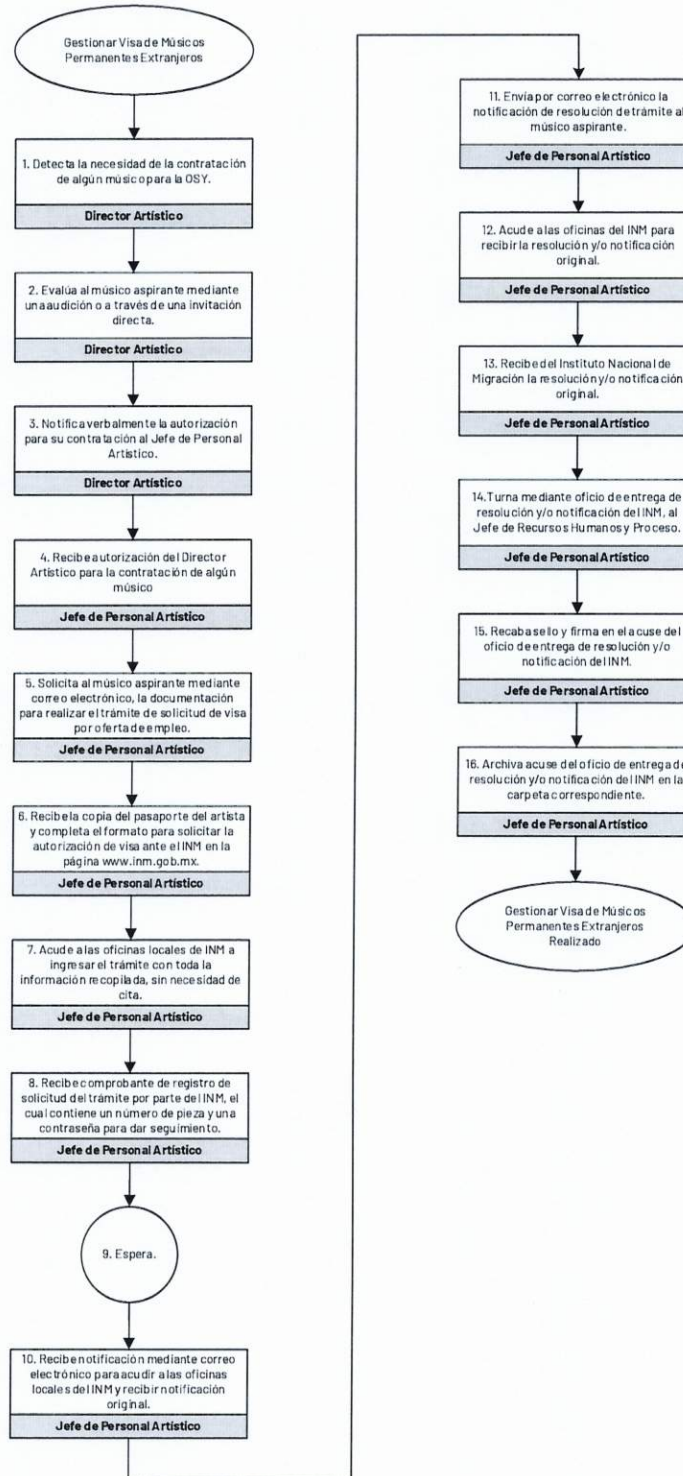 Gestionar Visa de Músicos
Permanentes Extranjeros
1. Detecta la necesidad de la contratación
de algún músico para la OSY.
Director Artístico
2. Evalúa al músico aspirante mediante
una audición o a través de una invitación
directa.
Director Artístico
3. Notifica verbalmente la autorización
para su contratación al Jefe de Personal
Artístico.
Director Artístico
4. Recibe autorización del Director
Artístico para la contratación de algún
músico
Jefe de Personal Artístico
5. Solicita al músico aspirante mediante
correo electrónico, la documentación
para realizar el trámite de solicitud de visa
por oferta de empleo.
Jefe de Personal Artístico
6. Recibe la copia del pasaporte del artista
y completa el formato para solicitar la
autorización de visa ante el INM en la
página www.inm.gob.mx.
Jefe de Personal Artístico
7. Acude a las oficinas locales de INM a
ingresar el trámite con toda la
información recopilada, sin necesidad de
cita.
Jefe de Personal Artístico
8. Recibe comprobante de registro de
solicitud del trámite por parte del INM, el
cual contiene un número de pieza y una
contraseña para dar seguimiento.
Jefe de Personal Artístico
9. Espera.
10. Recibe notificación mediante correo
electrónico para acudir a las oficinas
locales del INM y recibir notificación
original.
Jefe de Personal Artístico
11. Envía por correo electrónico la
notificación de resolución de trámite al
músico aspirante.
Jefe de Personal Artístico
12. Acude a las oficinas del INM para
recibir la resolución y/o notificación
original.
Jefe de Personal Artístico
13. Recibe del Instituto Nacional de
Migración la resolución y/o notificación
original.
Jefe de Personal Artístico
14. Turna mediante oficio de entrega de
resolución y/o notificación del INM, al
Jefe de Recursos Humanos y Proceso.
Jefe de Personal Artístico
15. Recaba sello y firma en el acuse del
oficio de entrega de resolución y/o
notificación del INM.
Jefe de Personal Artístico
16. Archiva acuse del oficio de entrega de
resolución y/o notificación del INM en la
carpeta correspondiente.
Jefe de Personal Artístico
Gestionar Visa de Músicos
Permanentes Extranjeros
Realizado